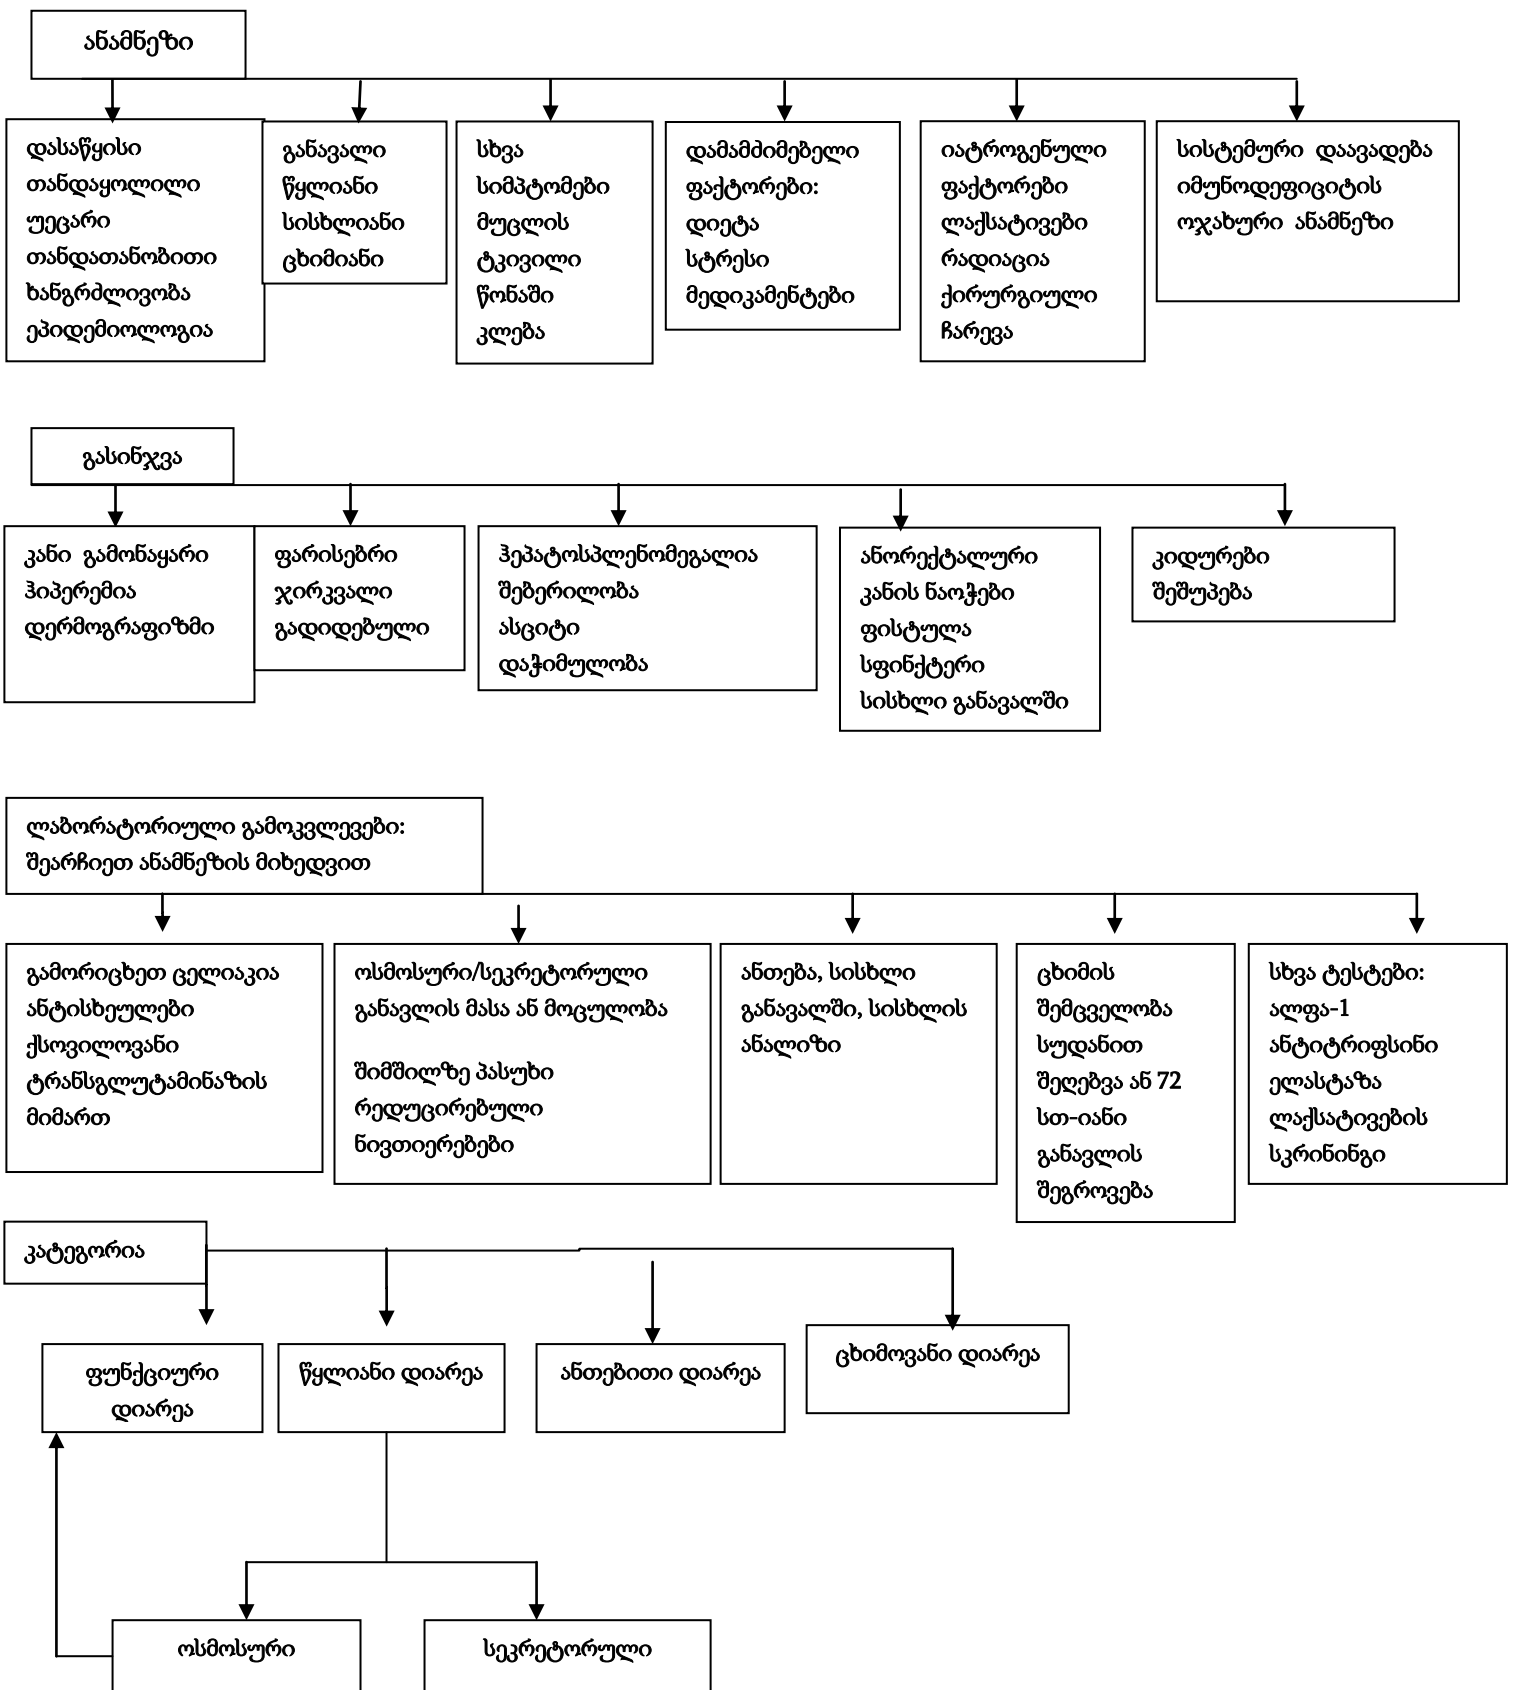 ანამნეზი
დასაწყისი
თანდაყოლილი
უეცარი
თანდათანობითი
ხანგრძლივობა
ეპიდემიოლოგია
განავალი
წყლიანი
სისხლიანი
ცხიმიანი
სხვა
სიმპტომები
მუცლის
ტკივილი
წონაში
კლება
დამამძიმებელი
ფაქტორები:
დიეტა
სტრესი
მედიკამენტები
იატროგენული
ფაქტორები
ლაქსატივები
რადიაცია
ქირურგიული
ჩარევა
სისტემური დაავადება
იმუნოდეფიციტის
ოჯახური ანამნეზი
გასინჯვა
კანი გამონაყარი
ჰიპერემია
დერმოგრაფიზმი
ფარისებრი
ჯირკვალი
გადიდებული
ჰეპატოსპლენომეგალია
შებერილობა
ასციტი
დაჭიმულობა
ანორექტალური
კანის ნაოჭები
ფისტულა
სფინქტერი
სისხლი განავალში
კიდურები
შეშუპება
ლაბორატორიული გამოკვლევები:
შეარჩიეთ ანამნეზის მიხედვით
გამორიცხეთ ცელიაკია
ანტისხეულები
ქსოვილოვანი
ტრანსგლუტამინაზის
მიმართ
ოსმოსური/სეკრეტორული
განავლის მასა ან მოცულობა
შიმშილზე პასუხი
რედუცირებული
ნივთიერებები
ანთება, სისხლი
განავალში, სისხლის
ანალიზი
ცხიმის
შემცველობა
სუდანით
შეღებვა ან 72
სთ-იანი
განავლის
შეგროვება
სხვა ტესტები:
ალფა-1
ანტიტრიფსინი
ელასტაზა
ლაქსატივების
სკრინინგი
კატეგორია
ფუნქციური
დიარეა
წყლიანი დიარეა
ანთებითი დიარეა
ცხიმოვანი დიარეა
ოსმოსური
სეკრეტორული